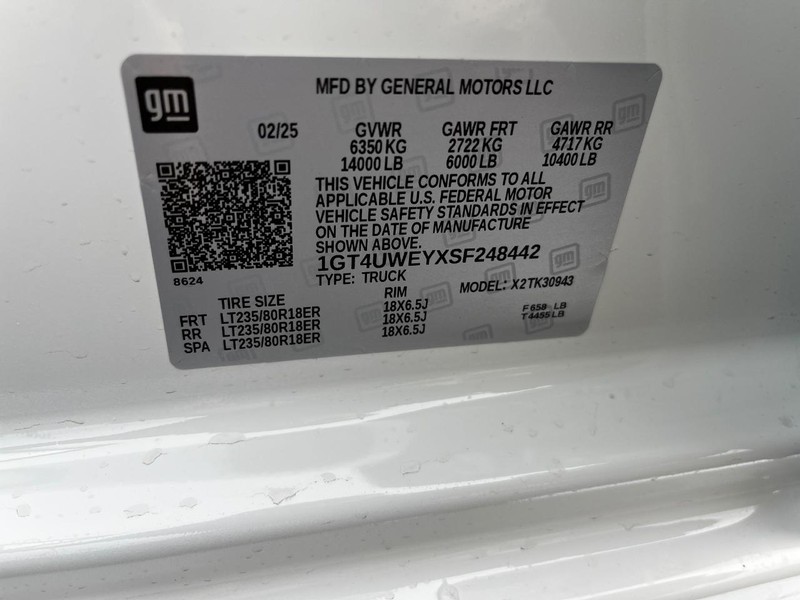 gm
MFD BY GENERAL MOTORS LLC
02/25 GVWR GAWR FRT GAWR RR
6350 KG 2722 KG 4717 KG
14000 LB 6000 LB 10400 LB
THIS VEHICLE CONFORMS TO ALL
APPLICABLE U.S. FEDERAL MOTOR
VEHICLE SAFETY STANDARDS IN EFFECT
ON THE DATE OF MANUFACTURE
SHOWN ABOVE.
1GT4UWEYXSF248442
8624 TYPE: TRUCK MODEL: X2TK30943
TIRE SIZE RIM
FRT LT235/80R18ER 18X6.5J F 658 LB
RR LT235/80R18ER 18X6.5J T 4455 LB
SPA LT235/80R18ER 18X6.5J